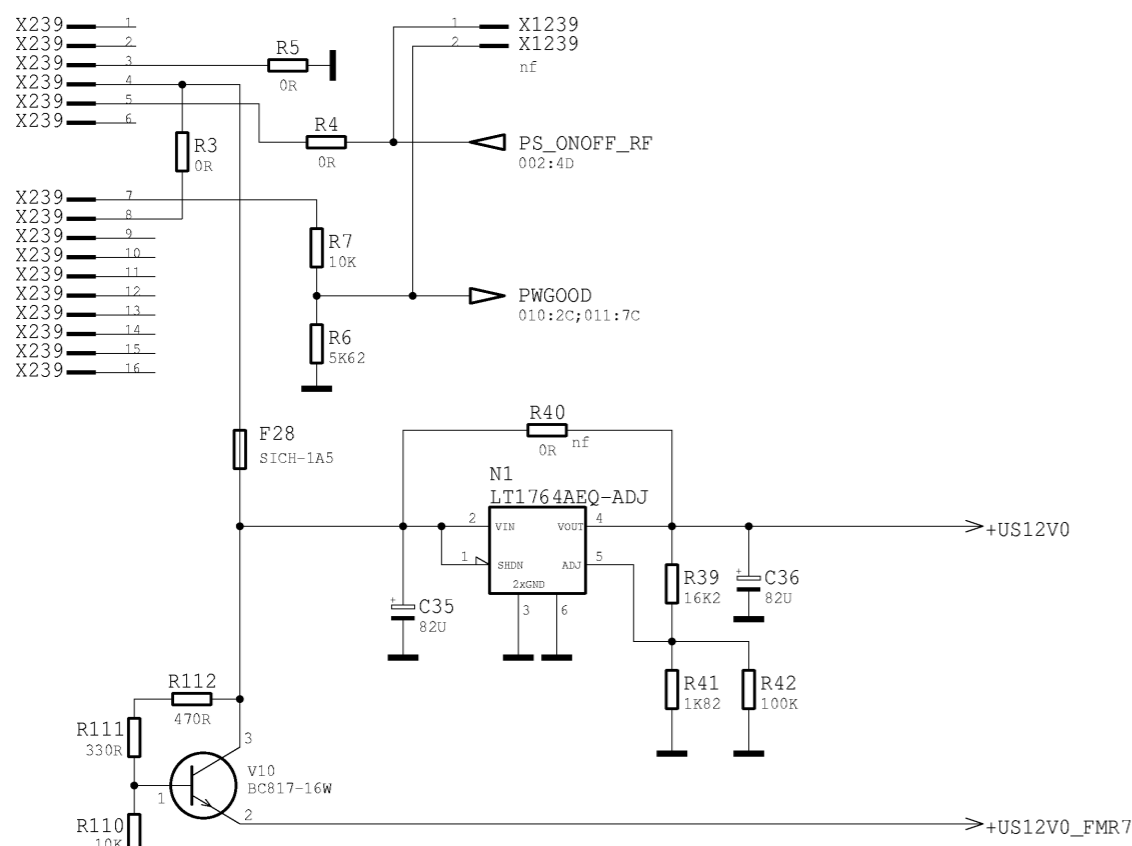 X239 1
X239 2
X239 3
X239 4
X239 5
X239 6
R5
0R
1 X1239
2 X1239
nf
R4
0R
PS_ONOFF_RF
002:4D
R3
0R
X239 7
X239 8
X239 9
X239 10
X239 11
X239 12
X239 13
X239 14
X239 15
X239 16
R7
10K
PWGOOD
010:2C;011:7C
R6
5K62
F28
SICH-1A5
R40
0R nf
N1
LT1764AEQ-ADJ
2 VIN VOUT 4
1 SHDN ADJ 5
2xGND
3 6
+US12V0
+ C35
82U
R39
16K2
+ C36
82U
R41
1K82
R42
100K
R112
470R
R111
330R
3
V10
BC817-16W
1
2
R110
10K
+US12V0_FMR7